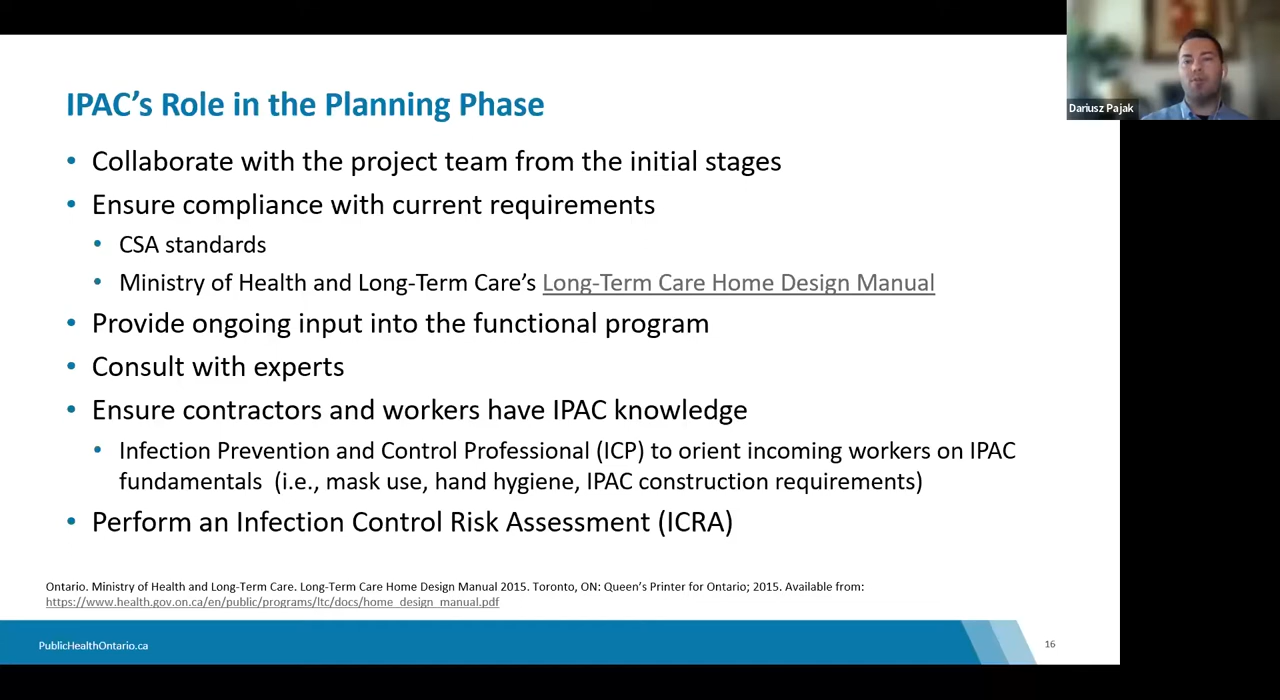 Dariusz Pajak
IPAC’s Role in the Planning Phase
• Collaborate with the project team from the initial stages
• Ensure compliance with current requirements
• CSA standards
• Ministry of Health and Long-Term Care’s Long-Term Care Home Design Manual
• Provide ongoing input into the functional program
• Consult with experts
• Ensure contractors and workers have IPAC knowledge
• Infection Prevention and Control Professional (ICP) to orient incoming workers on IPAC
fundamentals (i.e., mask use, hand hygiene, IPAC construction requirements)
• Perform an Infection Control Risk Assessment (ICRA)
Ontario. Ministry of Health and Long-Term Care. Long-Term Care Home Design Manual 2015. Toronto, ON: Queen’s Printer for Ontario; 2015. Available from:
https://www.health.gov.on.ca/en/public/programs/ltc/docs/home_design_manual.pdf
PublicHealthOntario.ca
16